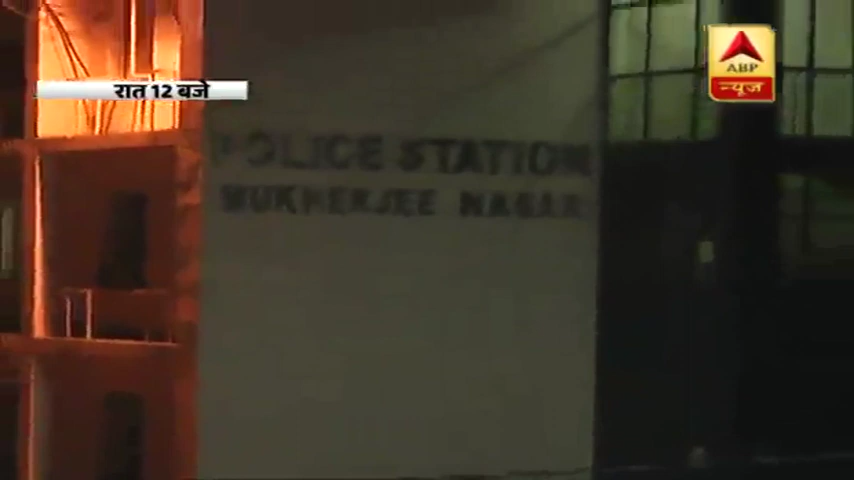 रात 12 बजे
ABP
न्यूज़
POLICE STATION
MUKHERJEE NAGAR